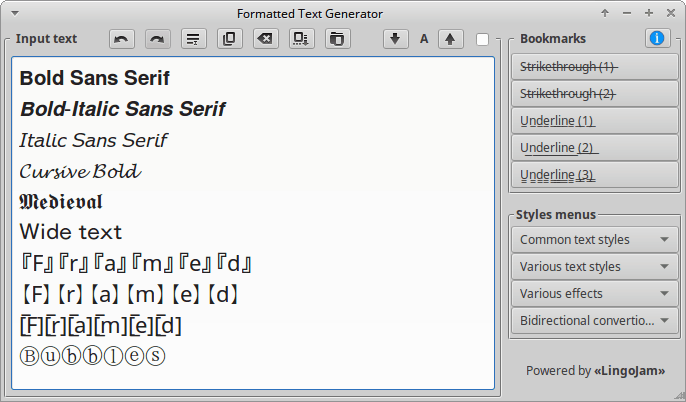 Formatted Text Generator
Input text
A
Bold Sans Serif
Bold-Italic Sans Serif
Italic Sans Serif
Cursive Bold
Medieval
Wide text
『F』『r』『a』『m』『e』『d』
【F】【r】【a】【m】【e】【d】
[̲̅F][̲̅r][̲̅a][̲̅m][̲̅e][̲̅d]
Ⓑⓤⓑⓑⓛⓔⓢ
Bookmarks
Strikethrough (1)
Strikethrough (2)
Underline (1)
Underline (2)
Underline (3)
Styles menus
Common text styles
Various text styles
Various effects
Bidirectional convertio...
Powered by «LingoJam»